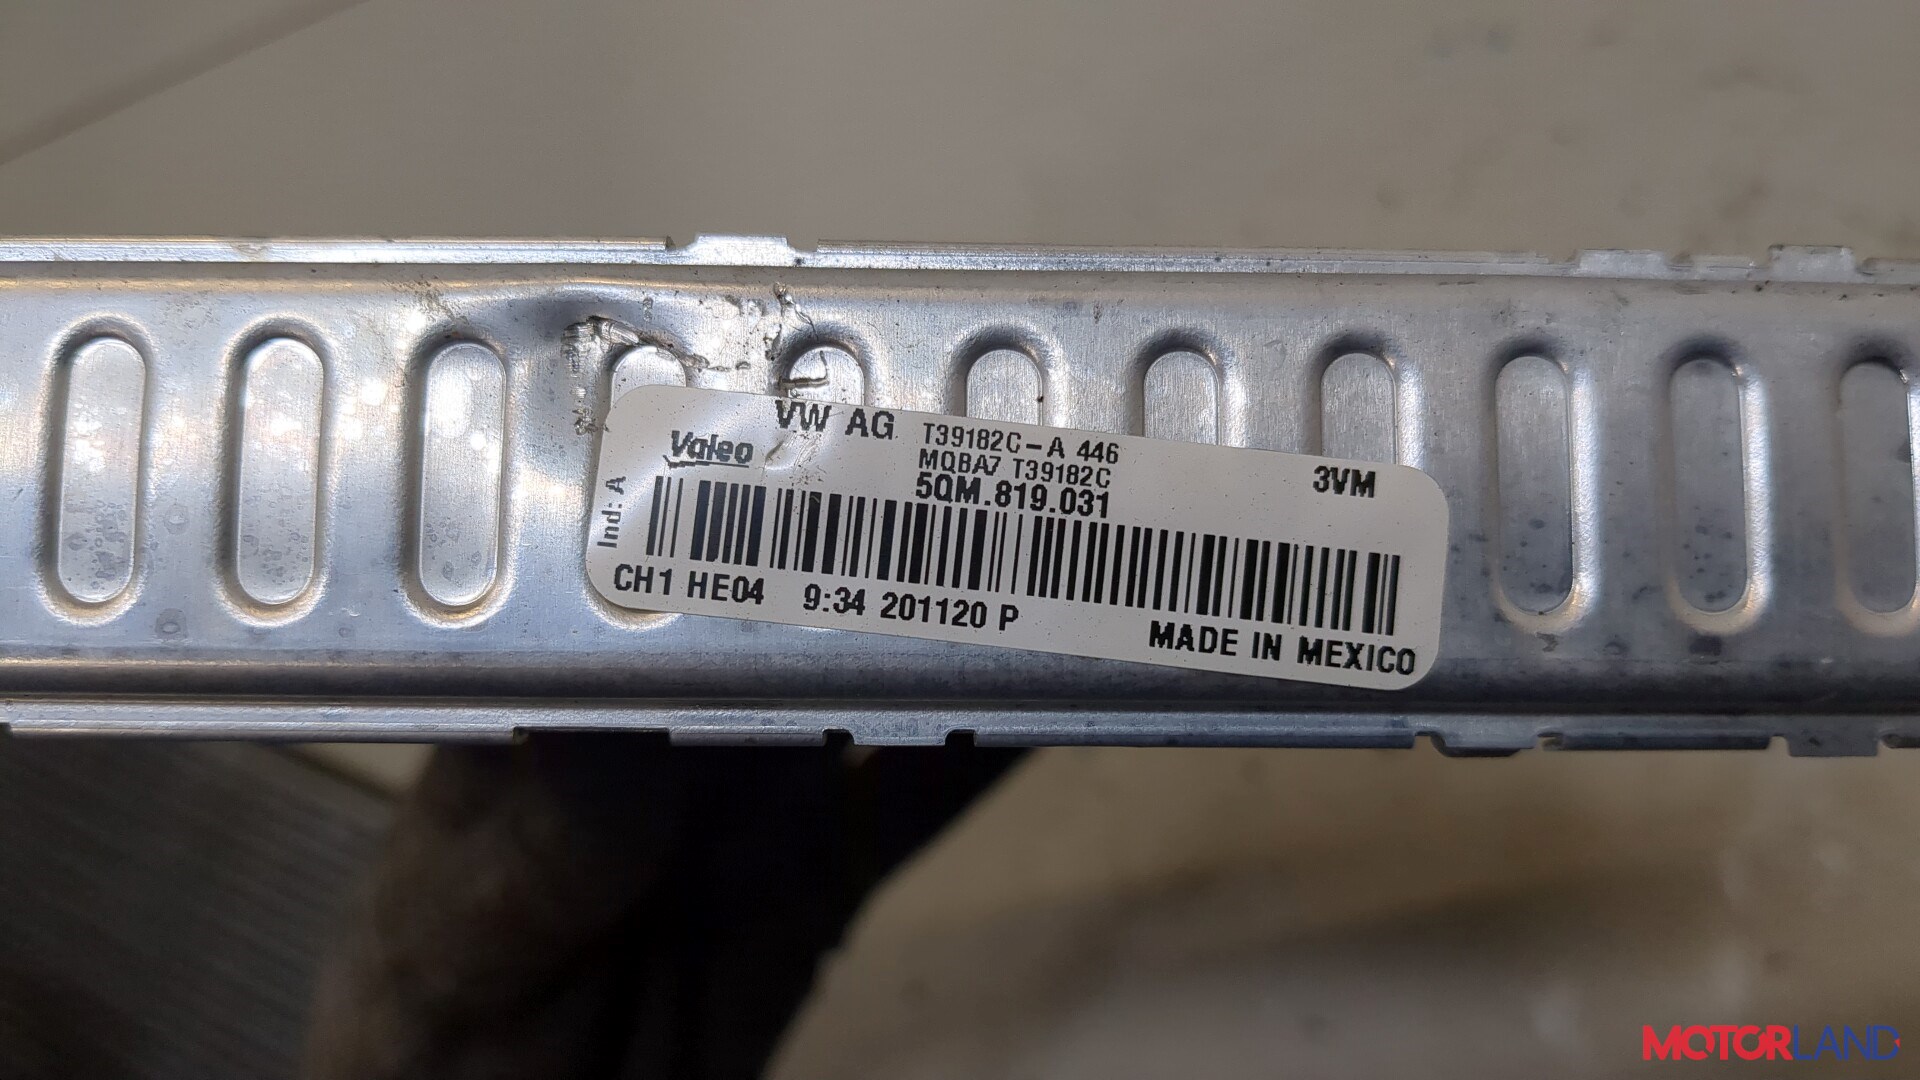 VW AG T39182C-A 446
Valeo MQBA7 T39182C 3VM
5QM.819.031
Ind: A
CH1 HE04 9:34 201120 P
MADE IN MEXICO
MOTORLAND